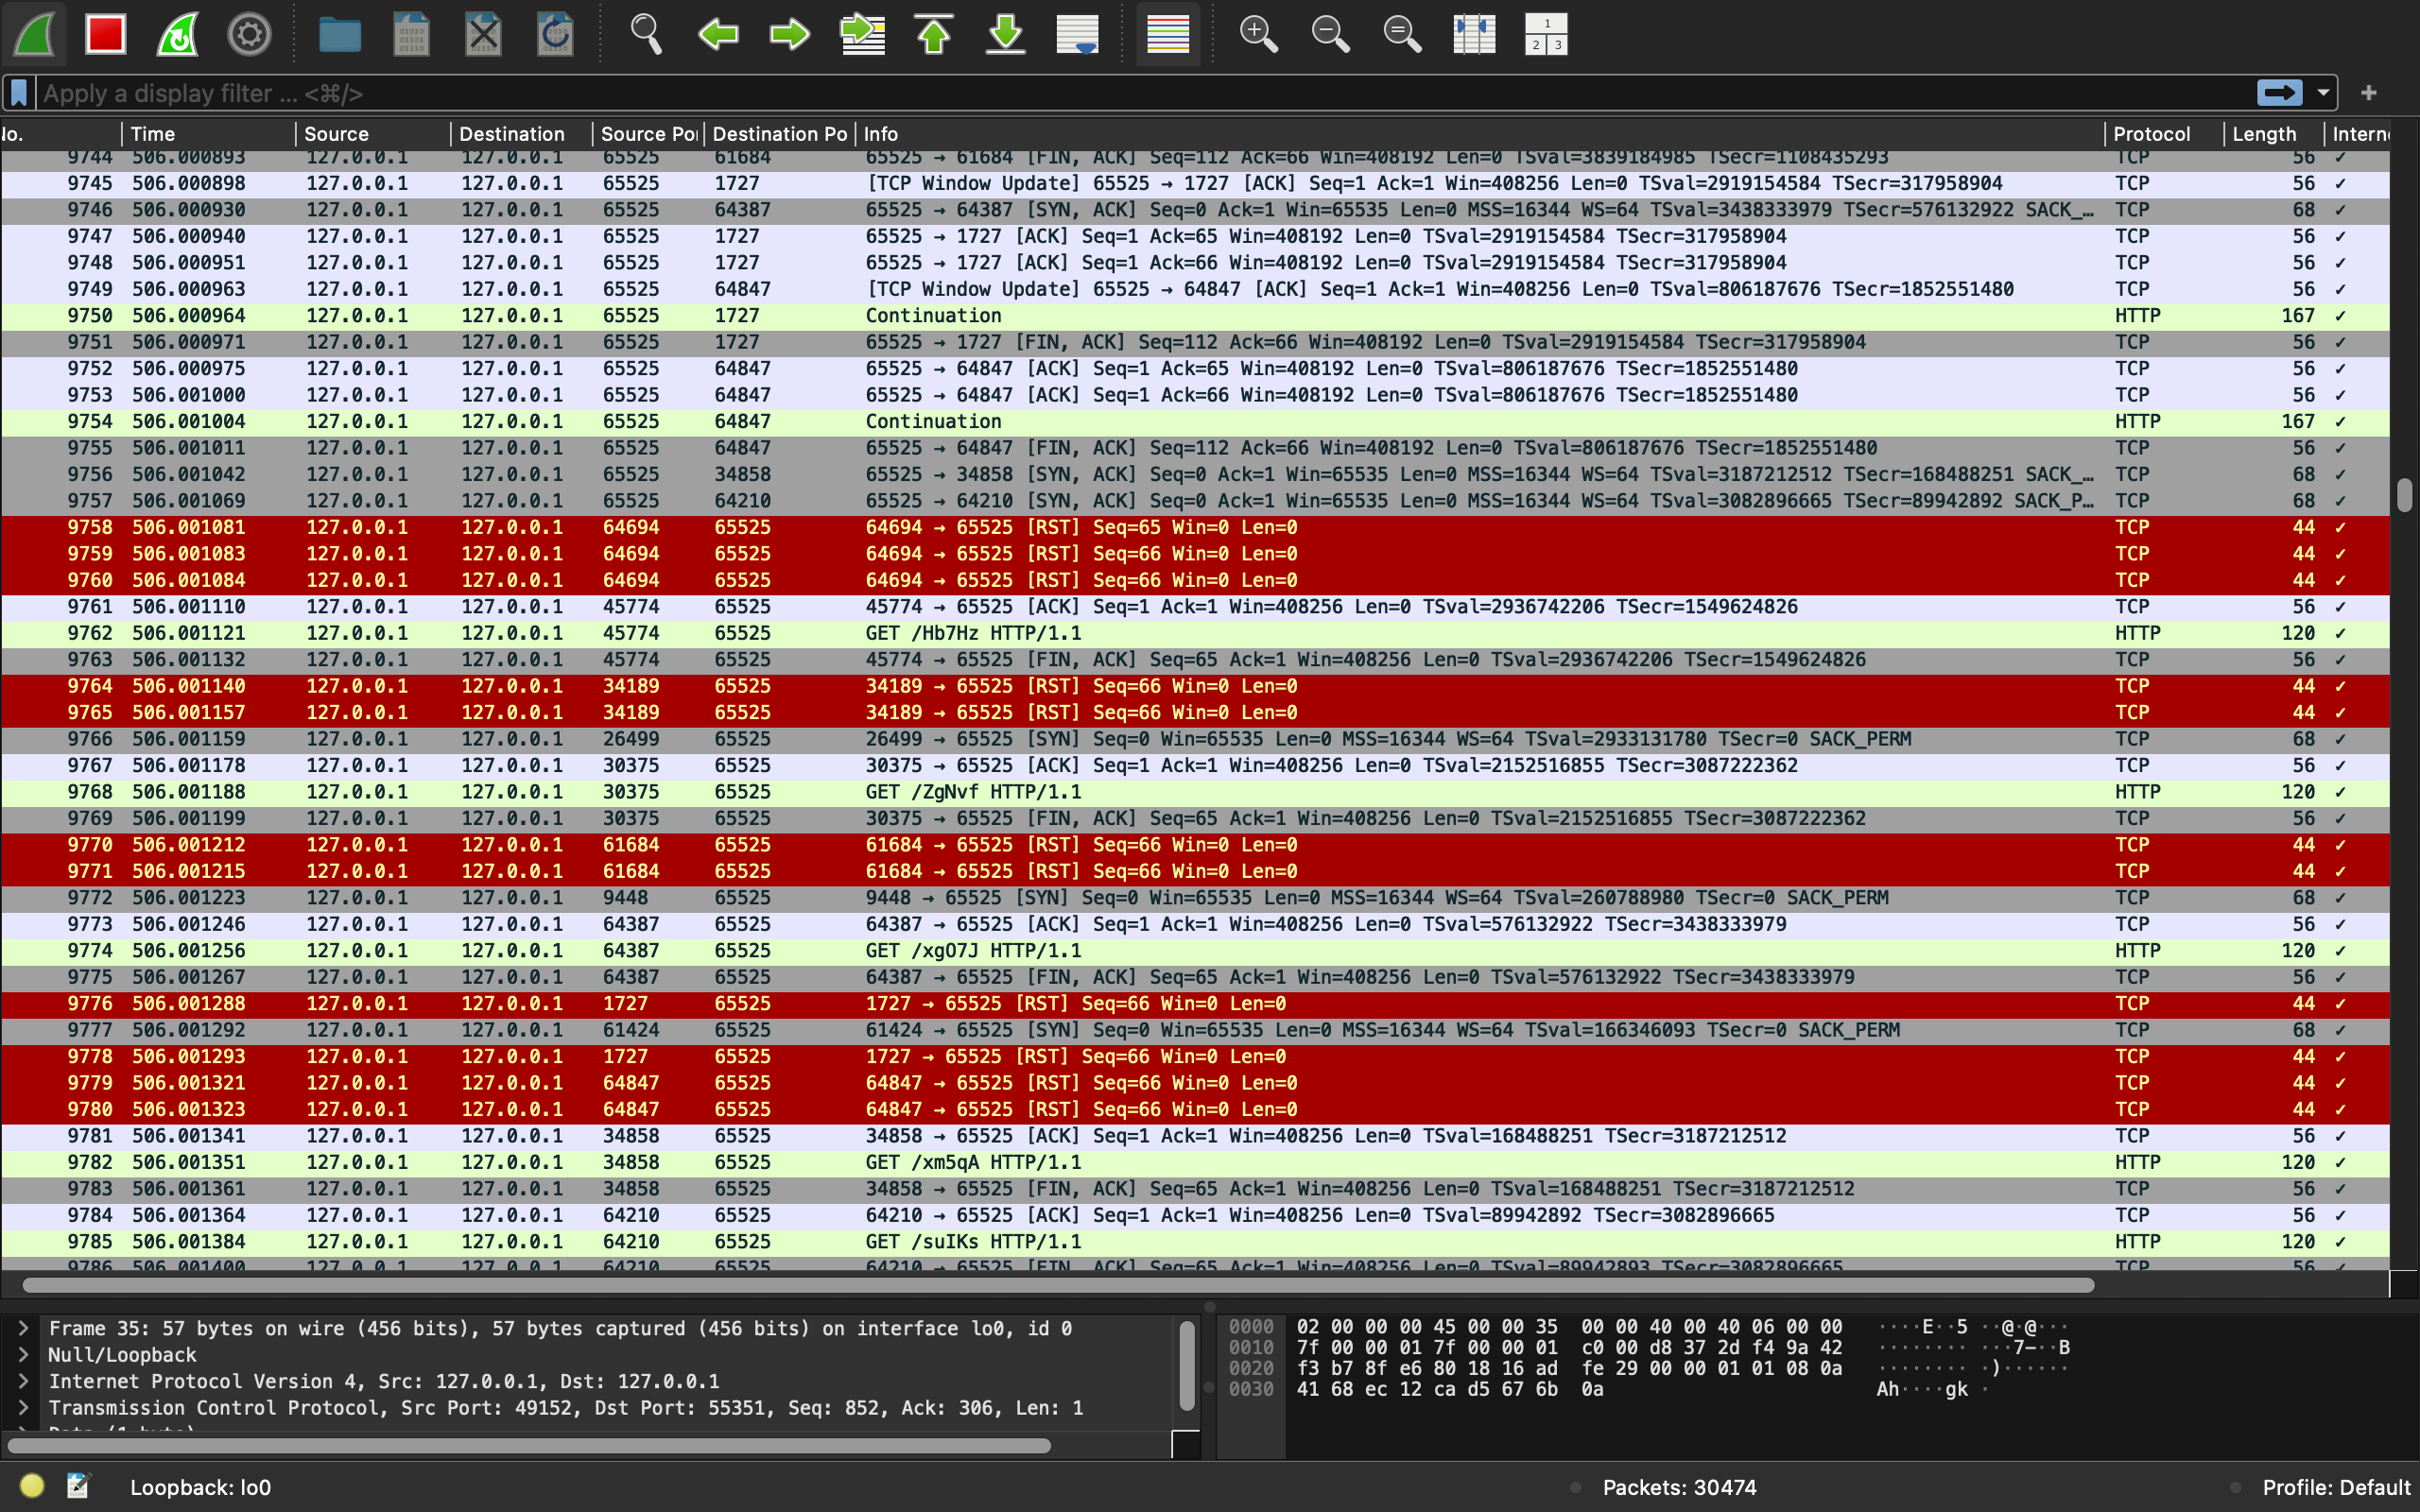 1
2 3
Apply a display filter ... <⌘/>
No. Time Source Destination Source Por Destination Po Info Protocol Length Interne
9744 506.000893 127.0.0.1 127.0.0.1 65525 61684 65525 → 61684 [FIN, ACK] Seq=112 Ack=66 Win=408192 Len=0 TSval=3839184985 TSecr=1108435293 TCP 56 ✓
9745 506.000898 127.0.0.1 127.0.0.1 65525 1727 [TCP Window Update] 65525 → 1727 [ACK] Seq=1 Ack=1 Win=408256 Len=0 TSval=2919154584 TSecr=317958904 TCP 56 ✓
9746 506.000930 127.0.0.1 127.0.0.1 65525 64387 65525 → 64387 [SYN, ACK] Seq=0 Ack=1 Win=65535 Len=0 MSS=16344 WS=64 TSval=3438333979 TSecr=576132922 SACK_… TCP 68 ✓
9747 506.000940 127.0.0.1 127.0.0.1 65525 1727 65525 → 1727 [ACK] Seq=1 Ack=65 Win=408192 Len=0 TSval=2919154584 TSecr=317958904 TCP 56 ✓
9748 506.000951 127.0.0.1 127.0.0.1 65525 1727 65525 → 1727 [ACK] Seq=1 Ack=66 Win=408192 Len=0 TSval=2919154584 TSecr=317958904 TCP 56 ✓
9749 506.000963 127.0.0.1 127.0.0.1 65525 64847 [TCP Window Update] 65525 → 64847 [ACK] Seq=1 Ack=1 Win=408256 Len=0 TSval=806187676 TSecr=1852551480 TCP 56 ✓
9750 506.000964 127.0.0.1 127.0.0.1 65525 1727 Continuation HTTP 167 ✓
9751 506.000971 127.0.0.1 127.0.0.1 65525 1727 65525 → 1727 [FIN, ACK] Seq=112 Ack=66 Win=408192 Len=0 TSval=2919154584 TSecr=317958904 TCP 56 ✓
9752 506.000975 127.0.0.1 127.0.0.1 65525 64847 65525 → 64847 [ACK] Seq=1 Ack=65 Win=408192 Len=0 TSval=806187676 TSecr=1852551480 TCP 56 ✓
9753 506.001000 127.0.0.1 127.0.0.1 65525 64847 65525 → 64847 [ACK] Seq=1 Ack=66 Win=408192 Len=0 TSval=806187676 TSecr=1852551480 TCP 56 ✓
9754 506.001004 127.0.0.1 127.0.0.1 65525 64847 Continuation HTTP 167 ✓
9755 506.001011 127.0.0.1 127.0.0.1 65525 64847 65525 → 64847 [FIN, ACK] Seq=112 Ack=66 Win=408192 Len=0 TSval=806187676 TSecr=1852551480 TCP 56 ✓
9756 506.001042 127.0.0.1 127.0.0.1 65525 34858 65525 → 34858 [SYN, ACK] Seq=0 Ack=1 Win=65535 Len=0 MSS=16344 WS=64 TSval=3187212512 TSecr=168488251 SACK_… TCP 68 ✓
9757 506.001069 127.0.0.1 127.0.0.1 65525 64210 65525 → 64210 [SYN, ACK] Seq=0 Ack=1 Win=65535 Len=0 MSS=16344 WS=64 TSval=3082896665 TSecr=89942892 SACK_P… TCP 68 ✓
9758 506.001081 127.0.0.1 127.0.0.1 64694 65525 64694 → 65525 [RST] Seq=65 Win=0 Len=0 TCP 44 ✓
9759 506.001083 127.0.0.1 127.0.0.1 64694 65525 64694 → 65525 [RST] Seq=66 Win=0 Len=0 TCP 44 ✓
9760 506.001084 127.0.0.1 127.0.0.1 64694 65525 64694 → 65525 [RST] Seq=66 Win=0 Len=0 TCP 44 ✓
9761 506.001110 127.0.0.1 127.0.0.1 45774 65525 45774 → 65525 [ACK] Seq=1 Ack=1 Win=408256 Len=0 TSval=2936742206 TSecr=1549624826 TCP 56 ✓
9762 506.001121 127.0.0.1 127.0.0.1 45774 65525 GET /Hb7Hz HTTP/1.1 HTTP 120 ✓
9763 506.001132 127.0.0.1 127.0.0.1 45774 65525 45774 → 65525 [FIN, ACK] Seq=65 Ack=1 Win=408256 Len=0 TSval=2936742206 TSecr=1549624826 TCP 56 ✓
9764 506.001140 127.0.0.1 127.0.0.1 34189 65525 34189 → 65525 [RST] Seq=66 Win=0 Len=0 TCP 44 ✓
9765 506.001157 127.0.0.1 127.0.0.1 34189 65525 34189 → 65525 [RST] Seq=66 Win=0 Len=0 TCP 44 ✓
9766 506.001159 127.0.0.1 127.0.0.1 26499 65525 26499 → 65525 [SYN] Seq=0 Win=65535 Len=0 MSS=16344 WS=64 TSval=2933131780 TSecr=0 SACK_PERM TCP 68 ✓
9767 506.001178 127.0.0.1 127.0.0.1 30375 65525 30375 → 65525 [ACK] Seq=1 Ack=1 Win=408256 Len=0 TSval=2152516855 TSecr=3087222362 TCP 56 ✓
9768 506.001188 127.0.0.1 127.0.0.1 30375 65525 GET /ZgNvf HTTP/1.1 HTTP 120 ✓
9769 506.001199 127.0.0.1 127.0.0.1 30375 65525 30375 → 65525 [FIN, ACK] Seq=65 Ack=1 Win=408256 Len=0 TSval=2152516855 TSecr=3087222362 TCP 56 ✓
9770 506.001212 127.0.0.1 127.0.0.1 61684 65525 61684 → 65525 [RST] Seq=66 Win=0 Len=0 TCP 44 ✓
9771 506.001215 127.0.0.1 127.0.0.1 61684 65525 61684 → 65525 [RST] Seq=66 Win=0 Len=0 TCP 44 ✓
9772 506.001223 127.0.0.1 127.0.0.1 9448 65525 9448 → 65525 [SYN] Seq=0 Win=65535 Len=0 MSS=16344 WS=64 TSval=260788980 TSecr=0 SACK_PERM TCP 68 ✓
9773 506.001246 127.0.0.1 127.0.0.1 64387 65525 64387 → 65525 [ACK] Seq=1 Ack=1 Win=408256 Len=0 TSval=576132922 TSecr=3438333979 TCP 56 ✓
9774 506.001256 127.0.0.1 127.0.0.1 64387 65525 GET /xgO7J HTTP/1.1 HTTP 120 ✓
9775 506.001267 127.0.0.1 127.0.0.1 64387 65525 64387 → 65525 [FIN, ACK] Seq=65 Ack=1 Win=408256 Len=0 TSval=576132922 TSecr=3438333979 TCP 56 ✓
9776 506.001288 127.0.0.1 127.0.0.1 1727 65525 1727 → 65525 [RST] Seq=66 Win=0 Len=0 TCP 44 ✓
9777 506.001292 127.0.0.1 127.0.0.1 61424 65525 61424 → 65525 [SYN] Seq=0 Win=65535 Len=0 MSS=16344 WS=64 TSval=166346093 TSecr=0 SACK_PERM TCP 68 ✓
9778 506.001293 127.0.0.1 127.0.0.1 1727 65525 1727 → 65525 [RST] Seq=66 Win=0 Len=0 TCP 44 ✓
9779 506.001321 127.0.0.1 127.0.0.1 64847 65525 64847 → 65525 [RST] Seq=66 Win=0 Len=0 TCP 44 ✓
9780 506.001323 127.0.0.1 127.0.0.1 64847 65525 64847 → 65525 [RST] Seq=66 Win=0 Len=0 TCP 44 ✓
9781 506.001341 127.0.0.1 127.0.0.1 34858 65525 34858 → 65525 [ACK] Seq=1 Ack=1 Win=408256 Len=0 TSval=168488251 TSecr=3187212512 TCP 56 ✓
9782 506.001351 127.0.0.1 127.0.0.1 34858 65525 GET /xm5qA HTTP/1.1 HTTP 120 ✓
9783 506.001361 127.0.0.1 127.0.0.1 34858 65525 34858 → 65525 [FIN, ACK] Seq=65 Ack=1 Win=408256 Len=0 TSval=168488251 TSecr=3187212512 TCP 56 ✓
9784 506.001364 127.0.0.1 127.0.0.1 64210 65525 64210 → 65525 [ACK] Seq=1 Ack=1 Win=408256 Len=0 TSval=89942892 TSecr=3082896665 TCP 56 ✓
9785 506.001384 127.0.0.1 127.0.0.1 64210 65525 GET /suIKs HTTP/1.1 HTTP 120 ✓
9786 506.001400 127.0.0.1 127.0.0.1 64210 65525 64210 → 65525 [FIN, ACK] Seq=65 Ack=1 Win=408256 Len=0 TSval=89942893 TSecr=3082896665 TCP 56 ✓
Frame 35: 57 bytes on wire (456 bits), 57 bytes captured (456 bits) on interface lo0, id 0
Null/Loopback
Internet Protocol Version 4, Src: 127.0.0.1, Dst: 127.0.0.1
Transmission Control Protocol, Src Port: 49152, Dst Port: 55351, Seq: 852, Ack: 306, Len: 1
Data (1 byte)
0000 02 00 00 00 45 00 00 35 00 00 40 00 40 06 00 00 ····E··5 ··@·@···
0010 7f 00 00 01 7f 00 00 01 c0 00 d8 37 2d f4 9a 42 ········ ···7-··B
0020 f3 b7 8f e6 80 18 16 ad fe 29 00 00 01 01 08 0a ········ ·)······
0030 41 68 ec 12 ca d5 67 6b 0a Ah····gk ·
Loopback: lo0
Packets: 30474
Profile: Default